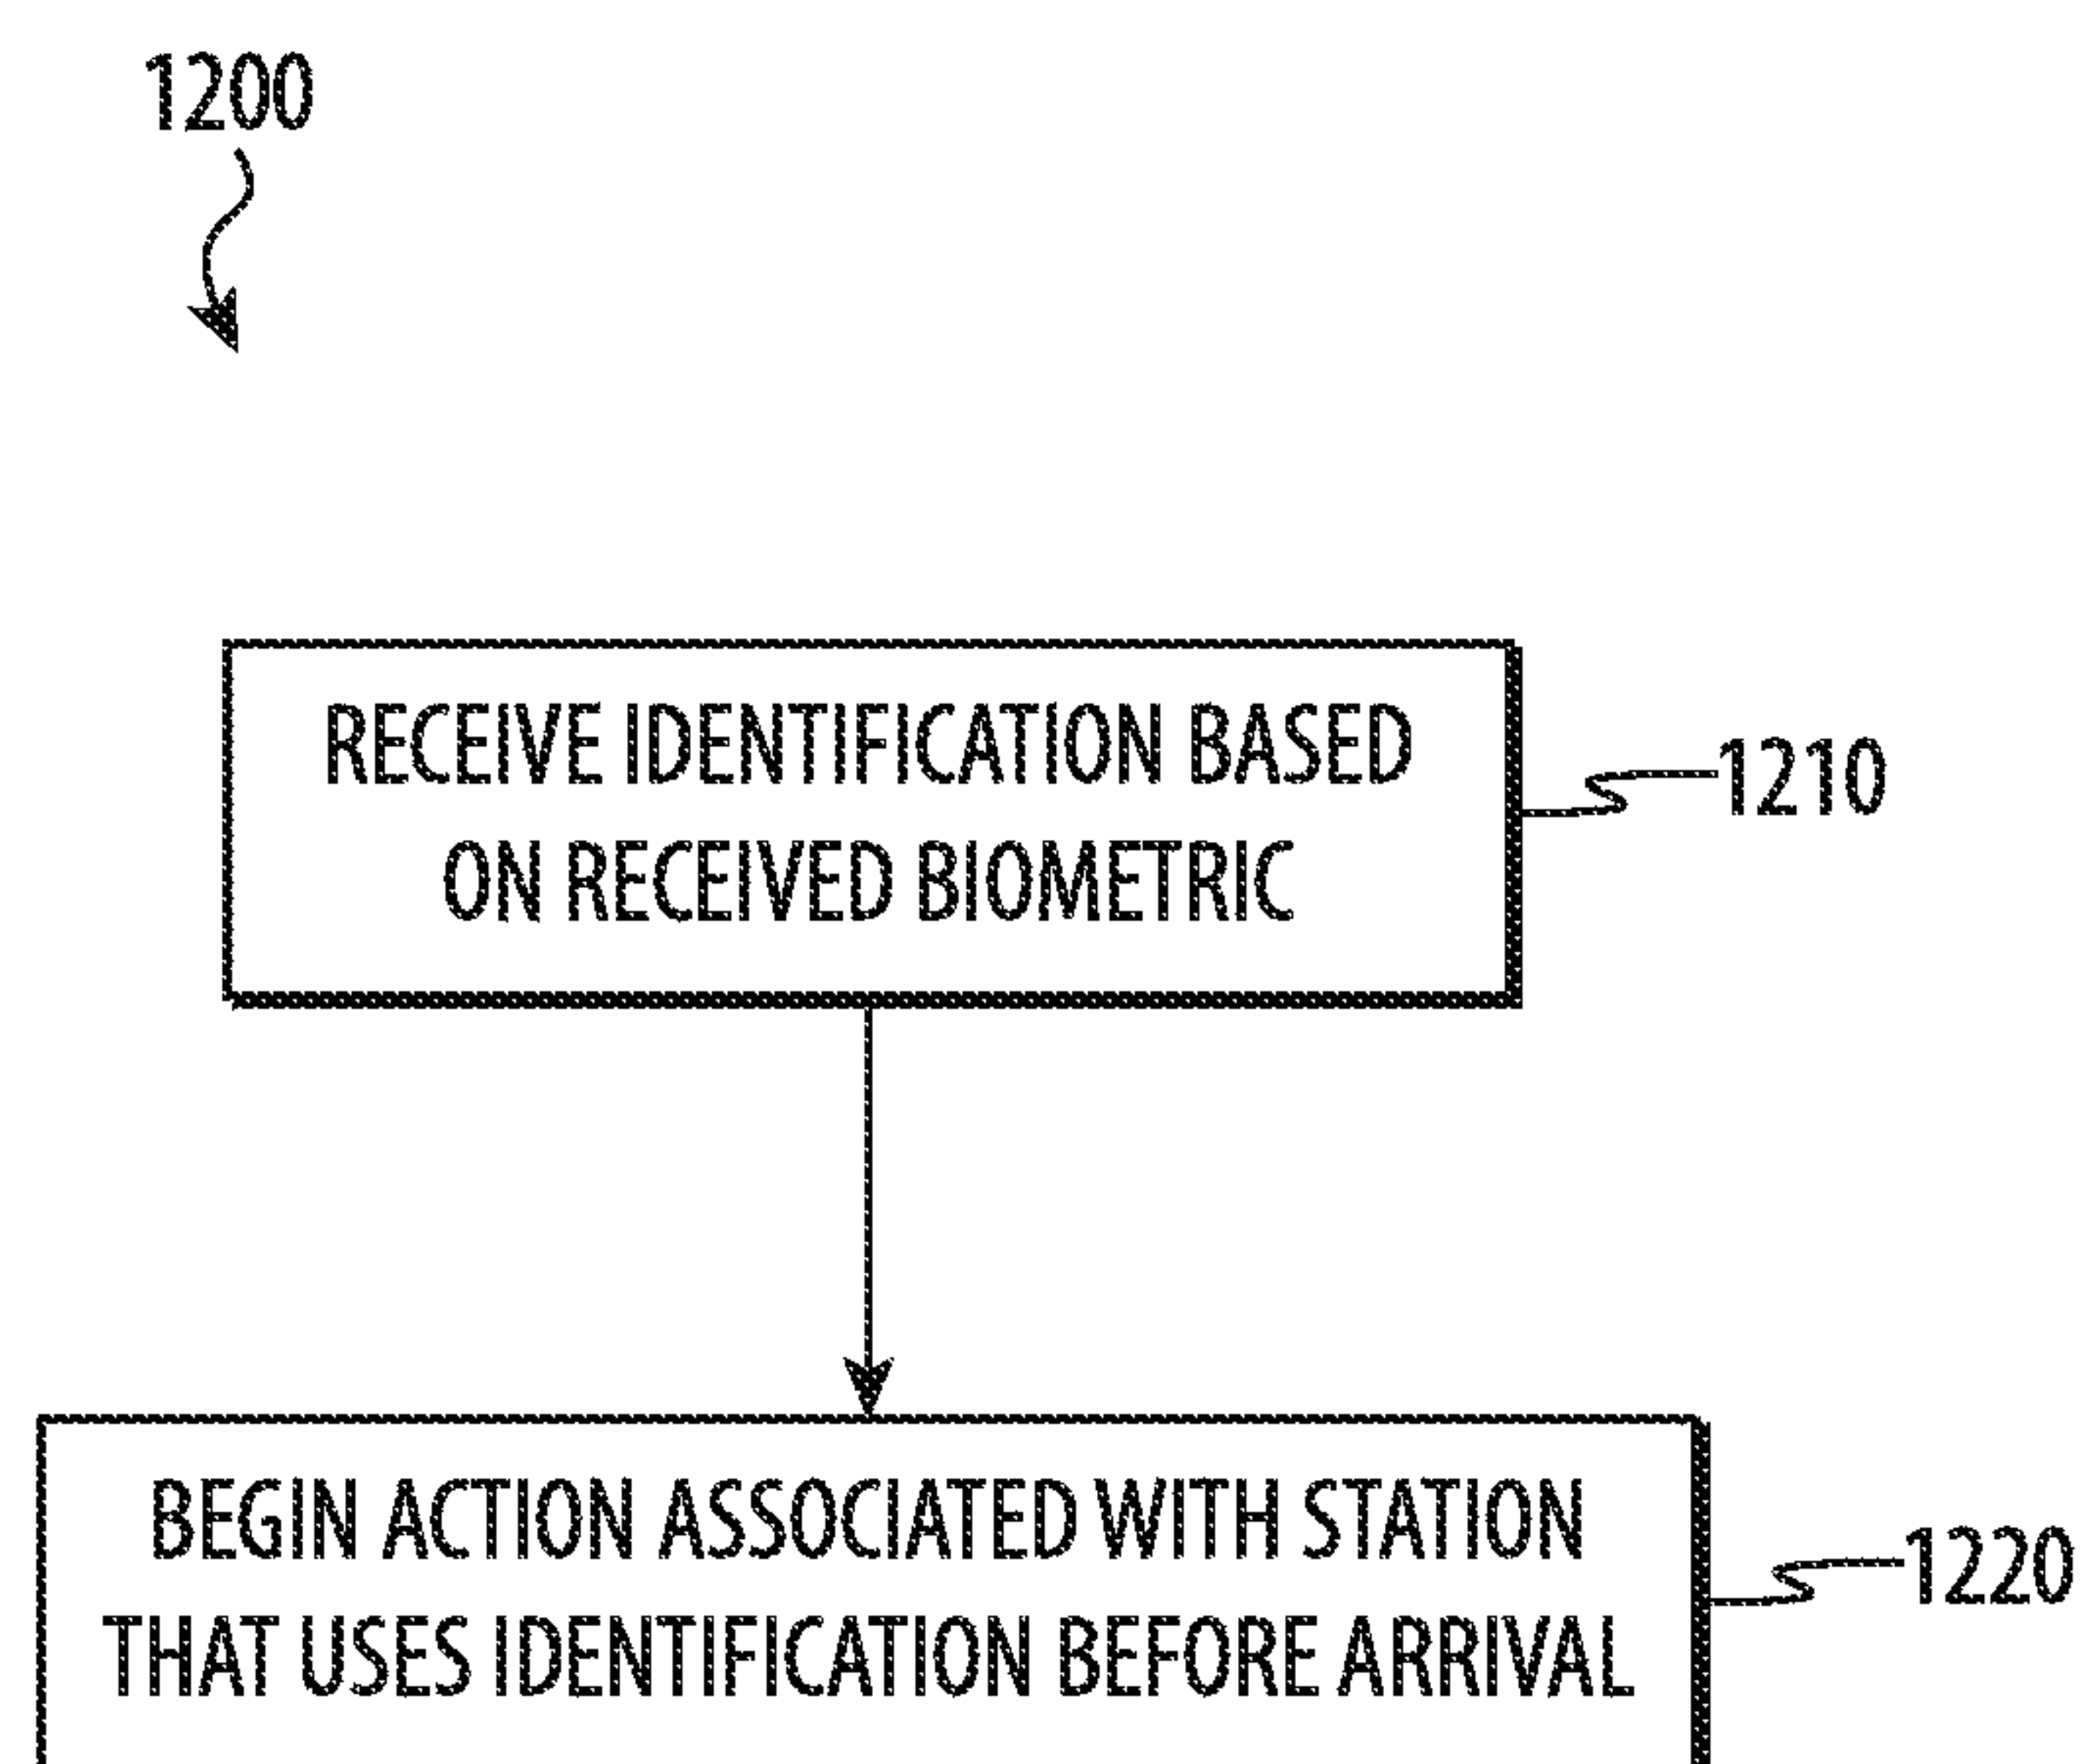 1200
RECEIVE IDENTIFICATION BASED
ON RECEIVED BIOMETRIC
1210
BEGIN ACTION ASSOCIATED WITH STATION
THAT USES IDENTIFICATION BEFORE ARRIVAL
1220